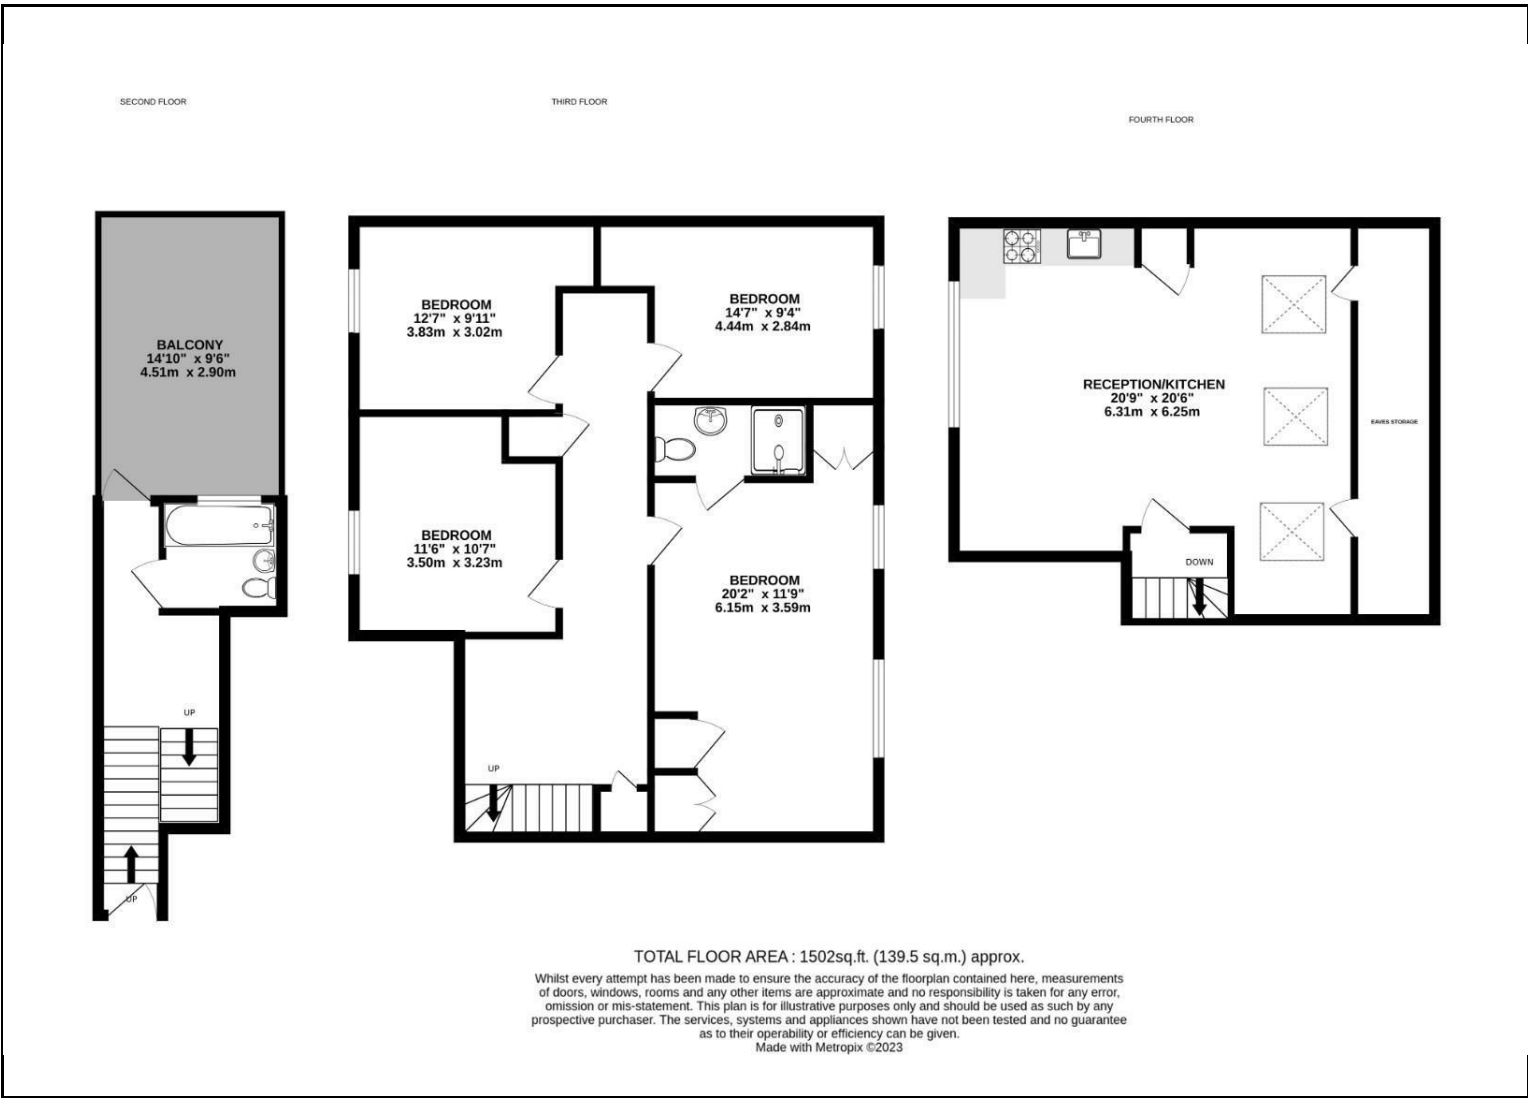 SECOND FLOOR
THIRD FLOOR
FOURTH FLOOR
BALCONY
14'10" x 9'6"
4.51m x 2.90m
UP
UP
BEDROOM
12'7" x 9'11"
3.83m x 3.02m
BEDROOM
14'7" x 9'4"
4.44m x 2.84m
BEDROOM
11'6" x 10'7"
3.50m x 3.23m
BEDROOM
20'2" x 11'9"
6.15m x 3.59m
UP
RECEPTION/KITCHEN
20'9" x 20'6"
6.31m x 6.25m
EAVES STORAGE
DOWN
TOTAL FLOOR AREA : 1502sq.ft. (139.5 sq.m.) approx.
Whilst every attempt has been made to ensure the accuracy of the floorplan contained here, measurements
of doors, windows, rooms and any other items are approximate and no responsibility is taken for any error,
omission or mis-statement. This plan is for illustrative purposes only and should be used as such by any
prospective purchaser. The services, systems and appliances shown have not been tested and no guarantee
as to their operability or efficiency can be given.
Made with Metropix ©2023